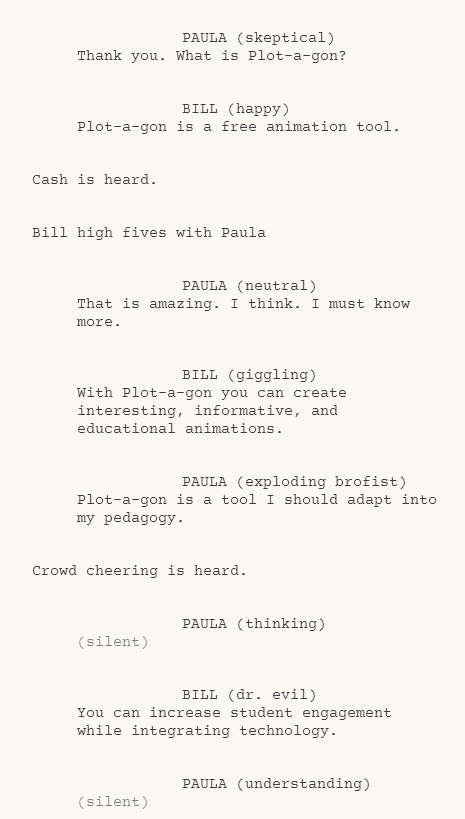 PAULA (skeptical)
Thank you. What is Plot-a-gon?
BILL (happy)
Plot-a-gon is a free animation tool.
Cash is heard.
Bill high fives with Paula
PAULA (neutral)
That is amazing. I think. I must know
more.
BILL (giggling)
With Plot-a-gon you can create
interesting, informative, and
educational animations.
PAULA (exploding brofist)
Plot-a-gon is a tool I should adapt into
my pedagogy.
Crowd cheering is heard.
PAULA (thinking)
(silent)
BILL (dr. evil)
You can increase student engagement
while integrating technology.
PAULA (understanding)
(silent)